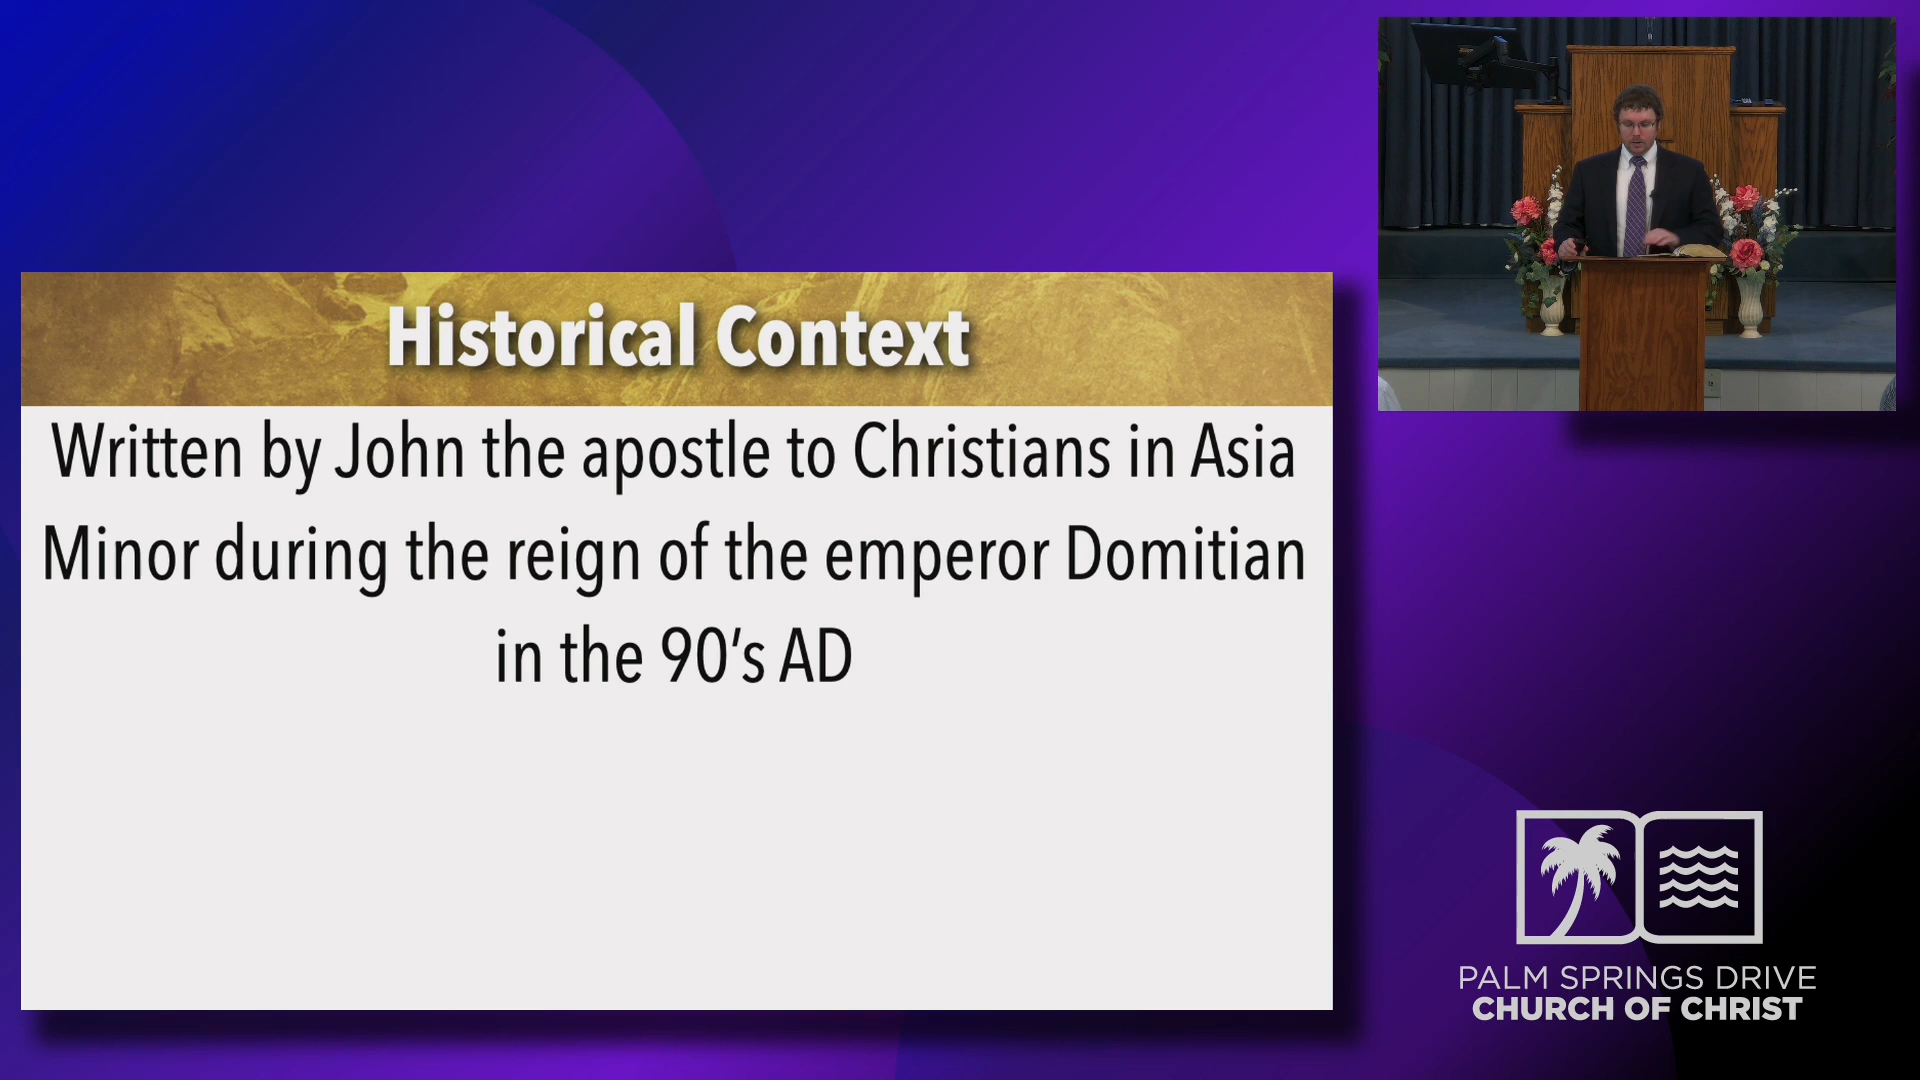 Historical Context
Written by John the apostle to Christians in Asia
Minor during the reign of the emperor Domitian
in the 90's AD
PALM SPRINGS DRIVE
CHURCH OF CHRIST